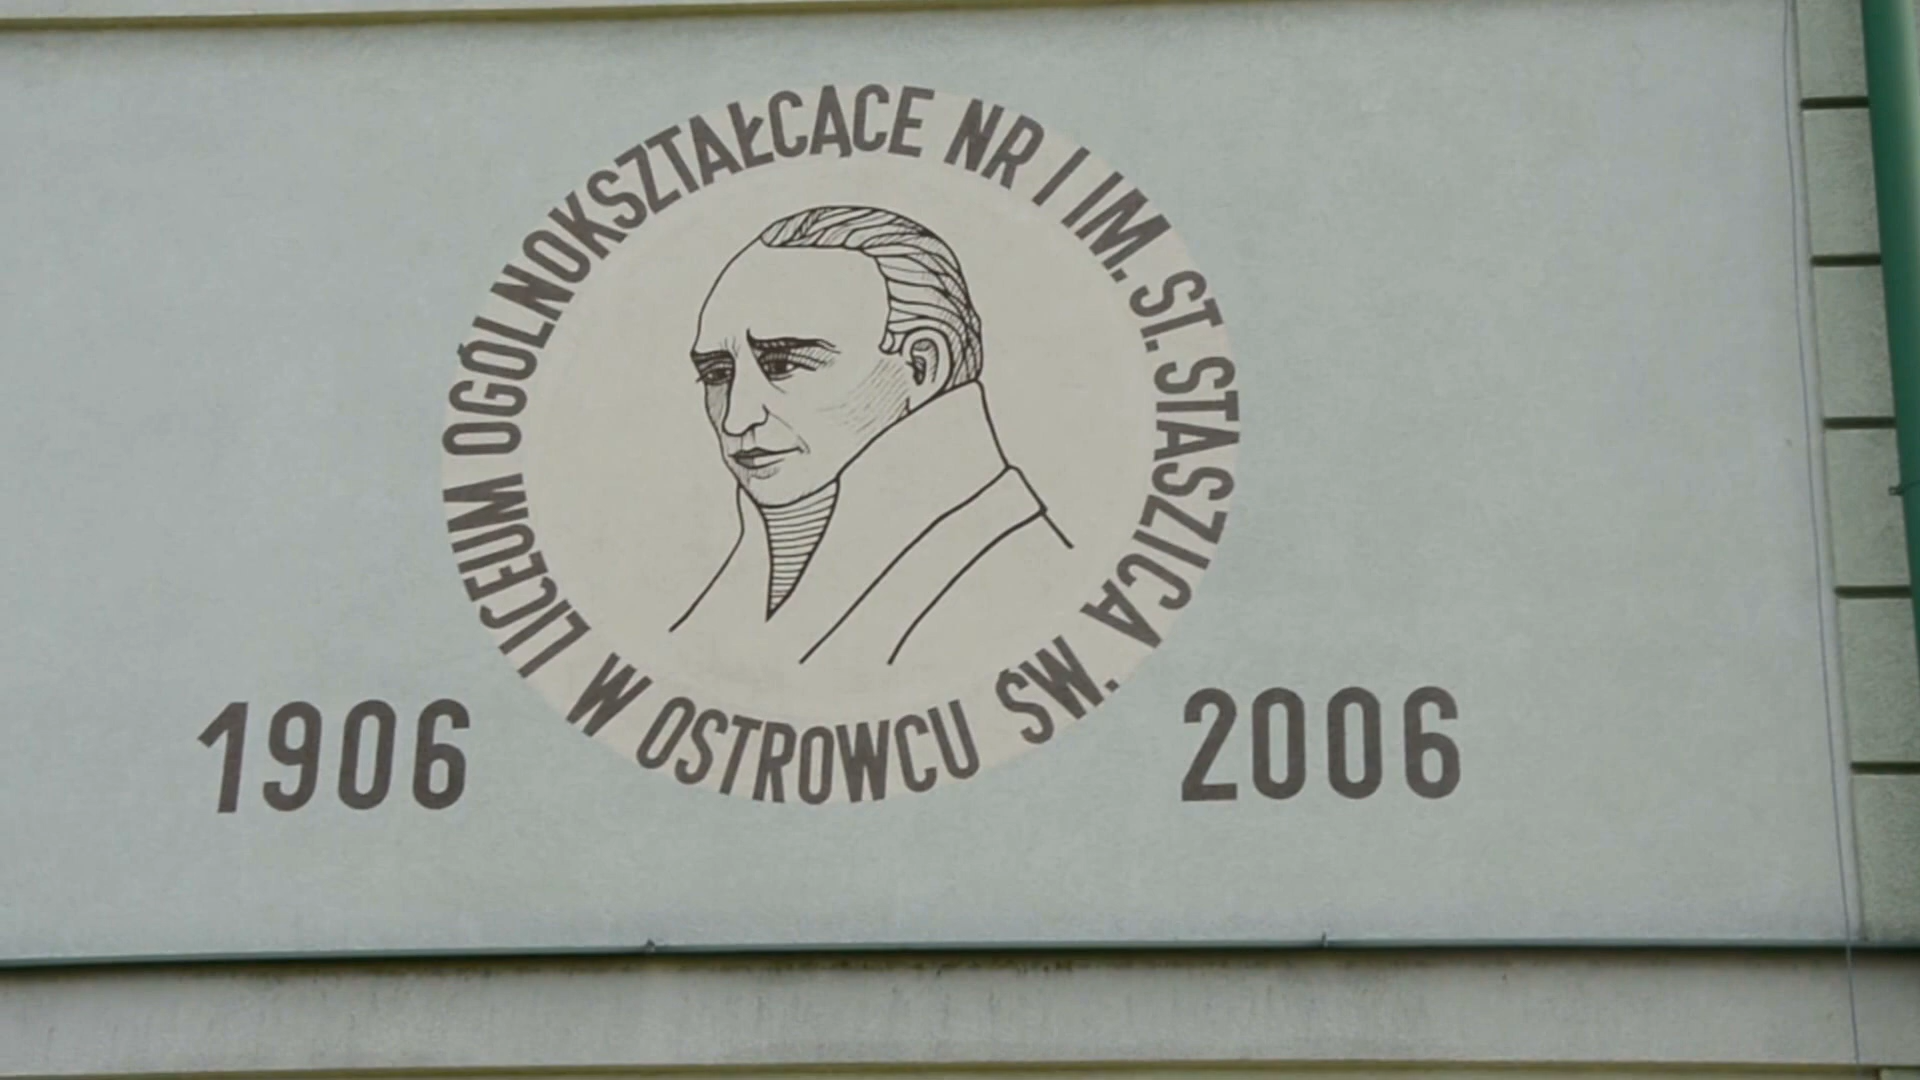 LICEUM OGÓLNOKSZTAŁCĄCE NR I IM. ST. STASZICA
W OSTROWCU ŚW.
1906
2006